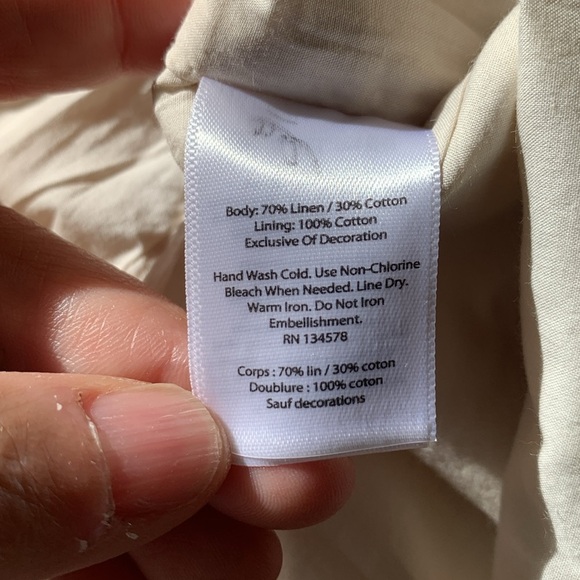 Body: 70% Linen / 30% Cotton
Lining: 100% Cotton
Exclusive Of Decoration
Hand Wash Cold. Use Non-Chlorine
Bleach When Needed. Line Dry.
Warm Iron. Do Not Iron
Embellishment.
RN 134578
Corps : 70% lin / 30% coton
Doublure : 100% coton
Sauf decorations